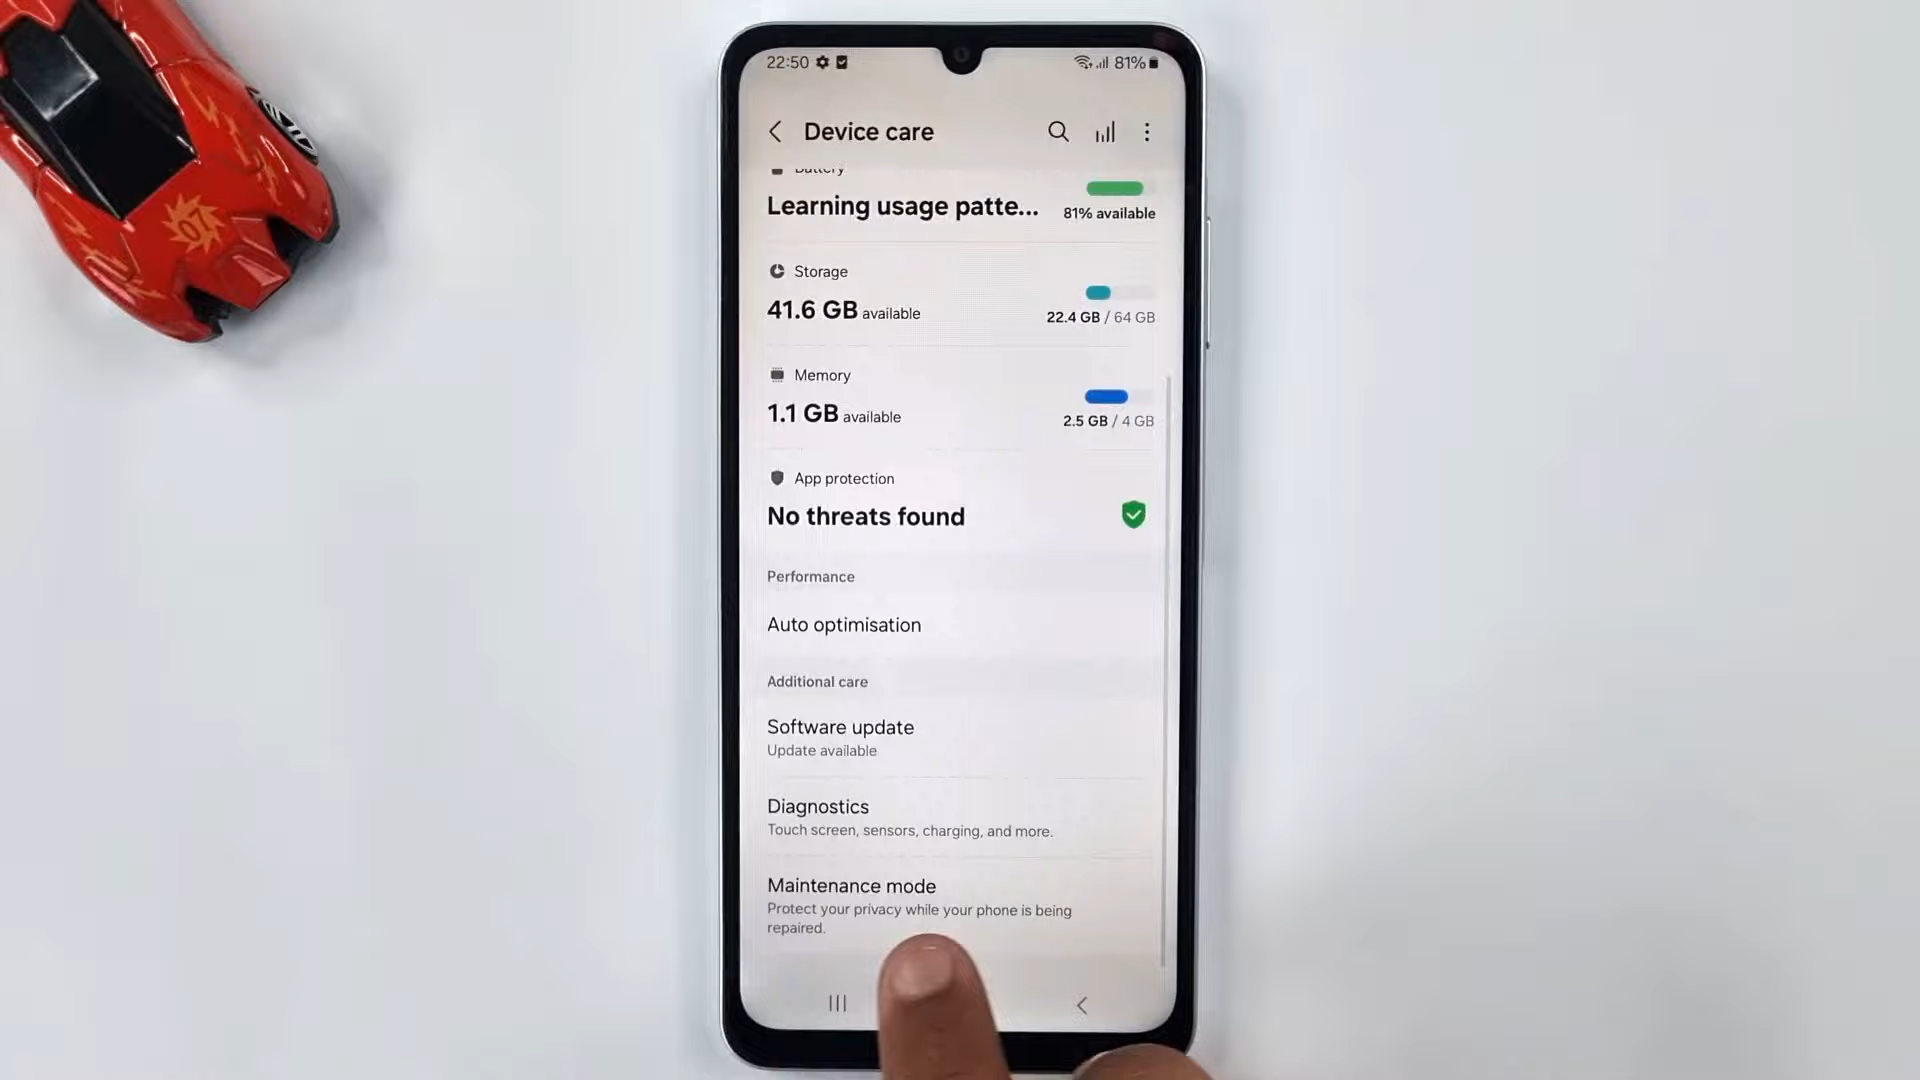 22:50 81%
Device care
Battery
Learning usage patte...
81% available
Storage
41.6 GB available
22.4 GB / 64 GB
Memory
1.1 GB available
2.5 GB / 4 GB
App protection
No threats found
Performance
Auto optimisation
Additional care
Software update
Update available
Diagnostics
Touch screen, sensors, charging, and more.
Maintenance mode
Protect your privacy while your phone is being
repaired.
07